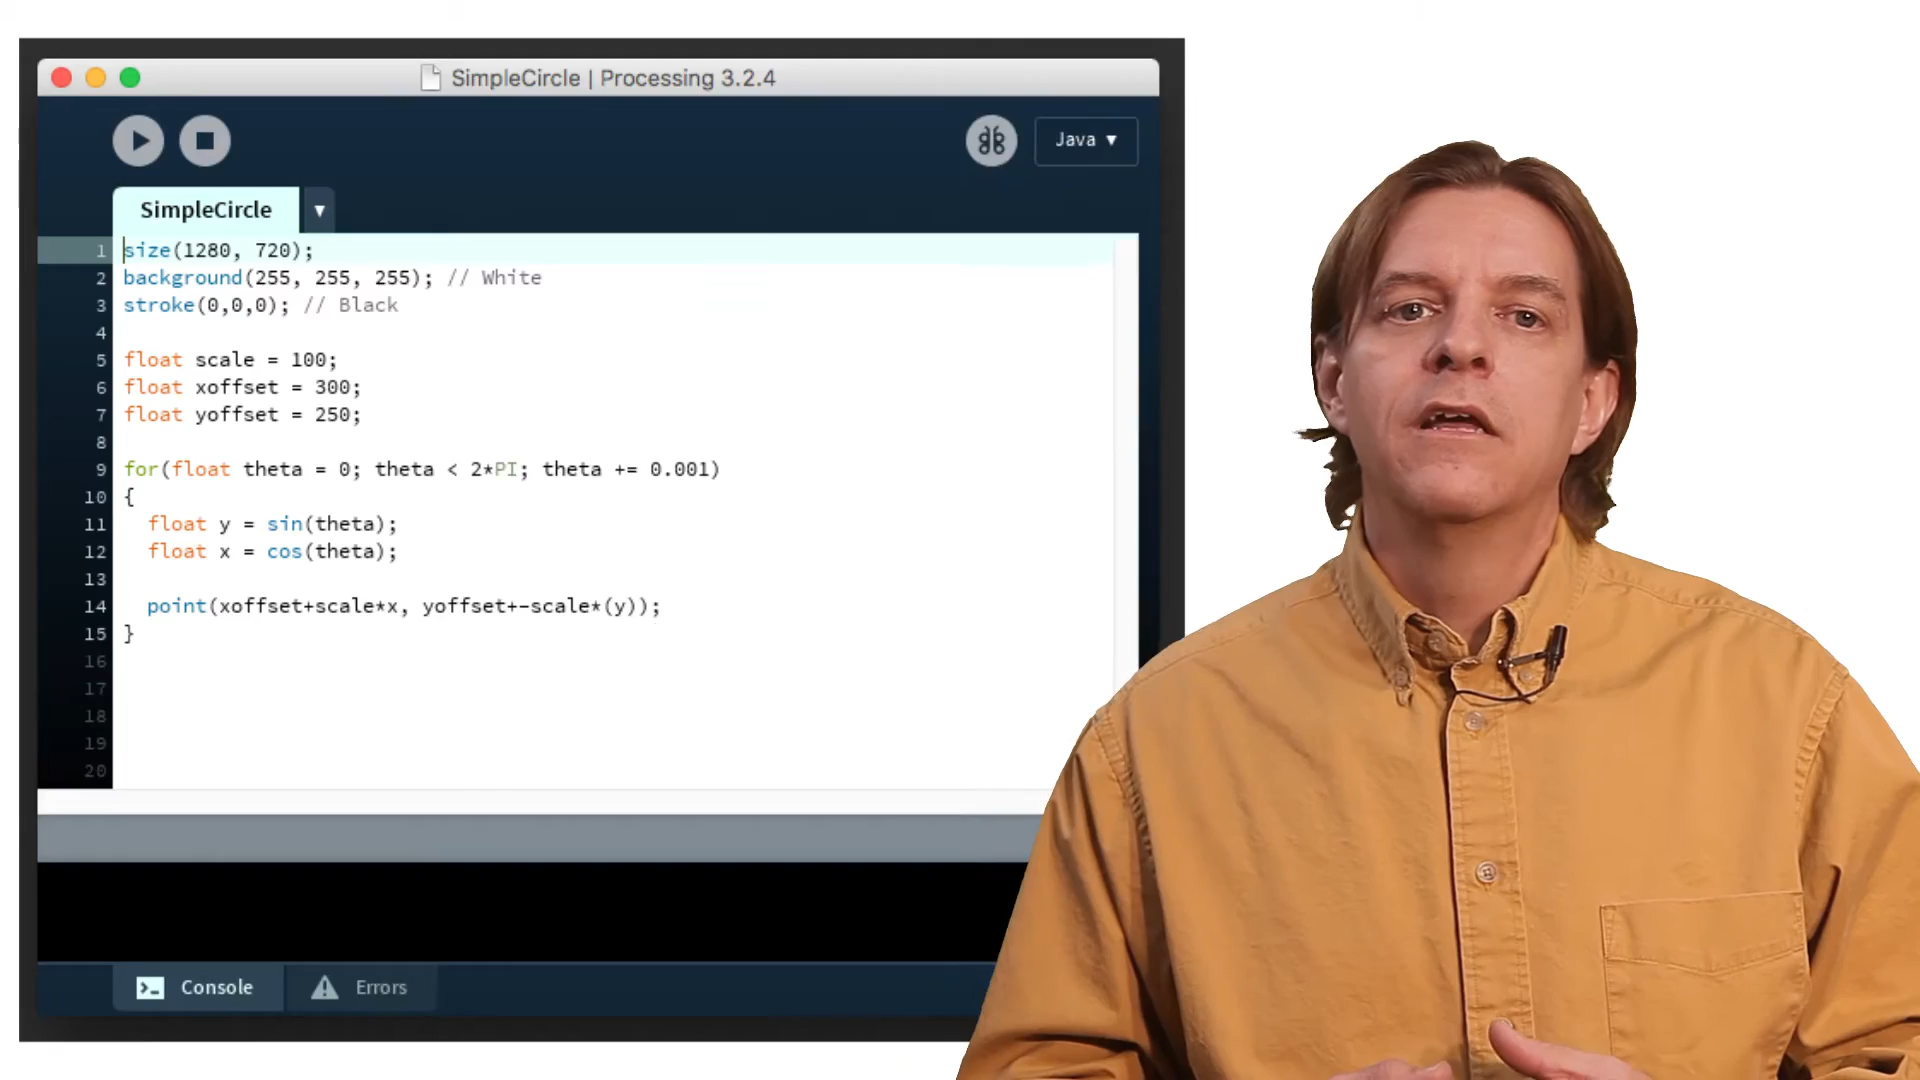 SimpleCircle | Processing 3.2.4
Java ▾
SimpleCircle ▾
1 size(1280, 720);
2 background(255, 255, 255); // White
3 stroke(0,0,0); // Black
4
5 float scale = 100;
6 float xoffset = 300;
7 float yoffset = 250;
8
9 for(float theta = 0; theta < 2*PI; theta += 0.001)
10 {
11   float y = sin(theta);
12   float x = cos(theta);
13
14   point(xoffset+scale*x, yoffset+-scale*(y));
15 }
16
17
18
19
20
Console Errors